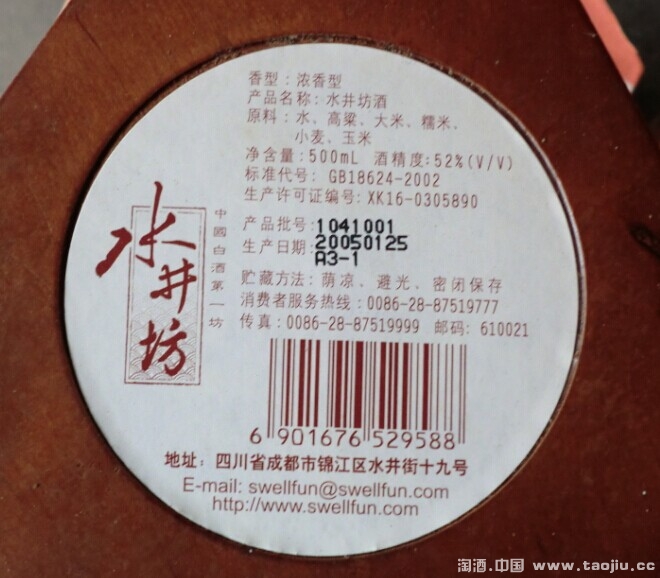 香型：浓香型
产品名称：水井坊酒
原料：水、高粱、大米、糯米、
小麦、玉米
净含量：500mL 酒精度：52%(V/V)
标准代号：GB18624-2002
生产许可证编号：XK16-0305890
产品批号：1041001
生产日期：20050125
A3-1
贮藏方法：荫凉、避光、密闭保存
消费者服务热线：0086-28-87519777
传真：0086-28-87519999 邮码：610021
水井坊
中國白酒第一坊
6 901676 529588
地址：四川省成都市锦江区水井街十九号
E-mail: swellfun@swellfun.com
http://www.swellfun.com
淘酒.中国 www.taojiu.cc